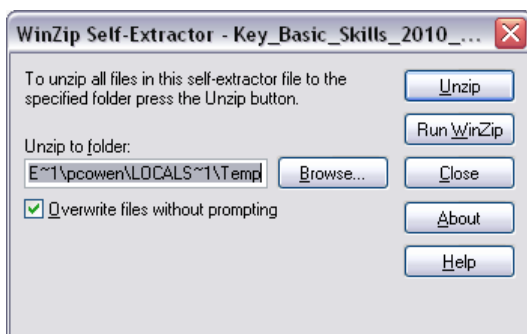 WinZip Self-Extractor - Key_Basic_Skills_2010_...
To unzip all files in this self-extractor file to the
specified folder press the Unzip button.
Unzip to folder:
E~1\pcowen\LOCALS~1\Temp
Browse...
Overwrite files without prompting
Unzip
Run WinZip
Close
About
Help